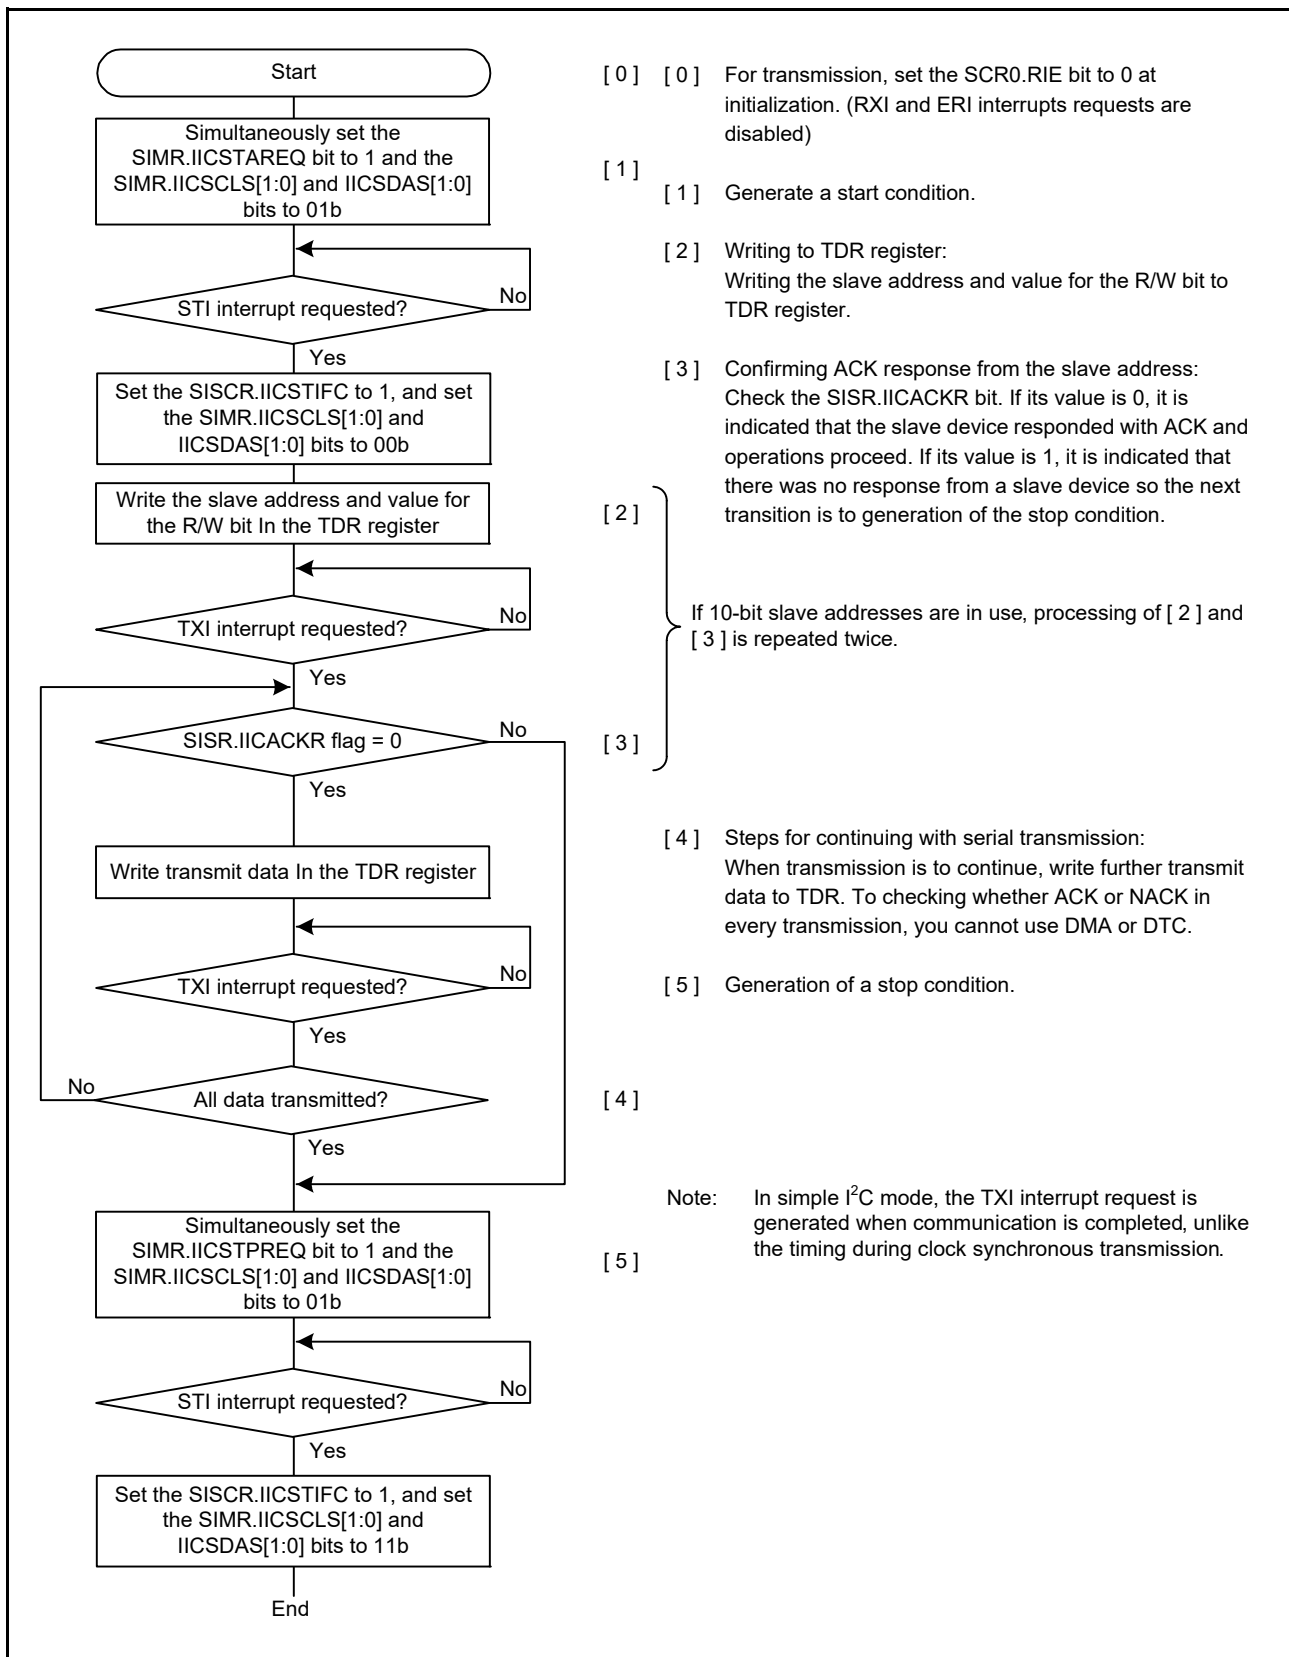 Start
Simultaneously set the
SIMR.IICSTAREQ bit to 1 and the
SIMR.IICSCLS[1:0] and IICSDAS[1:0]
bits to 01b
STI interrupt requested?
No
Yes
Set the SISCR.IICSTIFC to 1, and set
the SIMR.IICSCLS[1:0] and
IICSDAS[1:0] bits to 00b
Write the slave address and value for
the R/W bit In the TDR register
TXI interrupt requested?
No
Yes
SISR.IICACKR flag = 0
No
Yes
Write transmit data In the TDR register
TXI interrupt requested?
No
Yes
All data transmitted?
No
Yes
Simultaneously set the
SIMR.IICSTPREQ bit to 1 and the
SIMR.IICSCLS[1:0] and IICSDAS[1:0]
bits to 01b
STI interrupt requested?
No
Yes
Set the SISCR.IICSTIFC to 1, and set
the SIMR.IICSCLS[1:0] and
IICSDAS[1:0] bits to 11b
End
[ 0 ]
[ 1 ]
[ 2 ]
[ 3 ]
[ 4 ]
[ 5 ]
[ 0 ] For transmission, set the SCR0.RIE bit to 0 at
initialization. (RXI and ERI interrupts requests are
disabled)
[ 1 ] Generate a start condition.
[ 2 ] Writing to TDR register:
Writing the slave address and value for the R/W bit to
TDR register.
[ 3 ] Confirming ACK response from the slave address:
Check the SISR.IICACKR bit. If its value is 0, it is
indicated that the slave device responded with ACK and
operations proceed. If its value is 1, it is indicated that
there was no response from a slave device so the next
transition is to generation of the stop condition.
If 10-bit slave addresses are in use, processing of [ 2 ] and
[ 3 ] is repeated twice.
[ 4 ] Steps for continuing with serial transmission:
When transmission is to continue, write further transmit
data to TDR. To checking whether ACK or NACK in
every transmission, you cannot use DMA or DTC.
[ 5 ] Generation of a stop condition.
Note: In simple I²C mode, the TXI interrupt request is
generated when communication is completed, unlike
the timing during clock synchronous transmission.